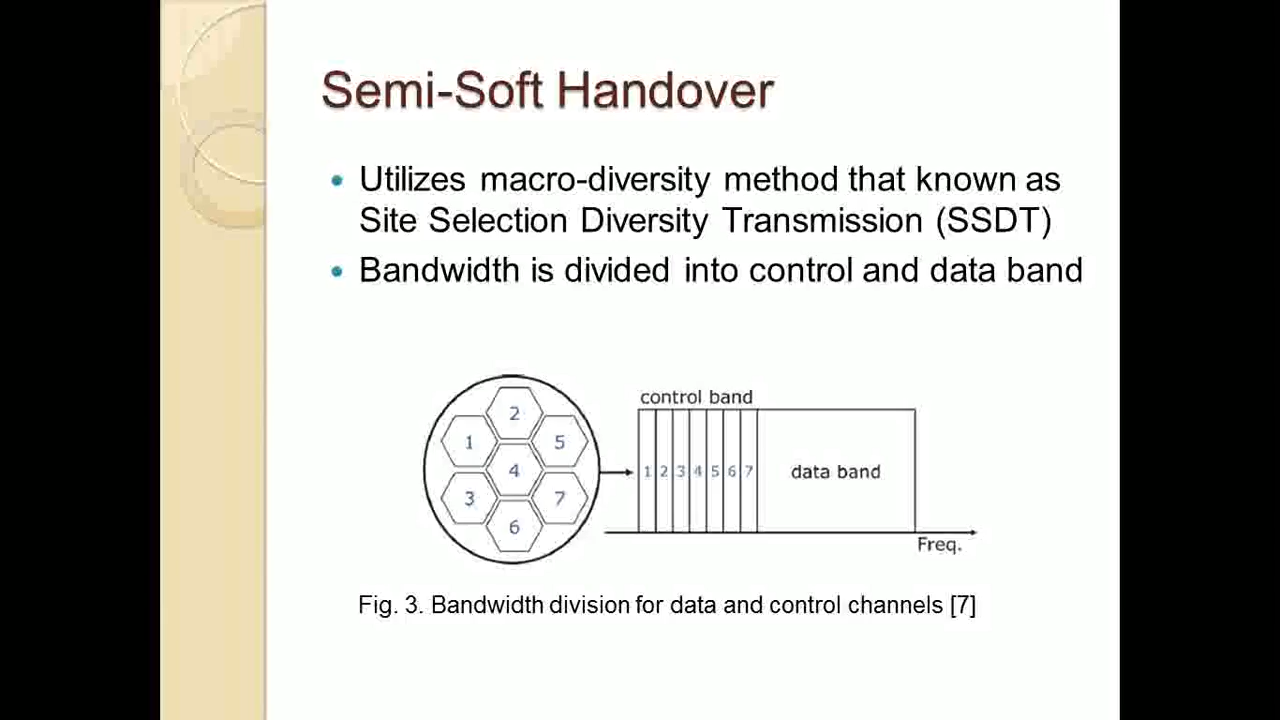 Semi-Soft Handover
Utilizes macro-diversity method that known as
Site Selection Diversity Transmission (SSDT)
Bandwidth is divided into control and data band
2
1
5
4
3
7
6
control band
1 2 3 4 5 6 7
data band
Freq.
Fig. 3. Bandwidth division for data and control channels [7]